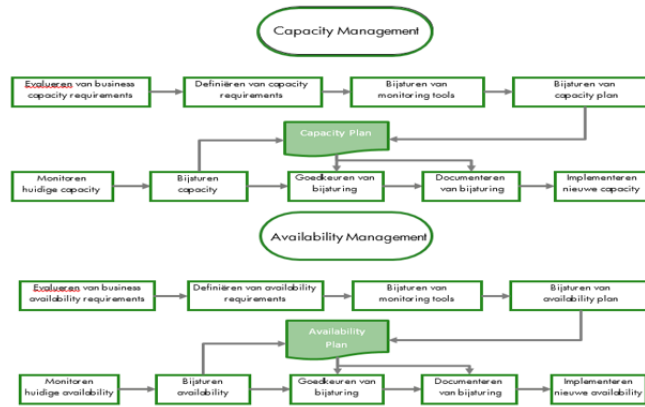 Capacity Management
Evalueren van business
capacity requirements
Definiëren van capacity
requirements
Bijsturen van
monitoring tools
Bijsturen van
capacity plan
Capacity Plan
Monitoren
huidige capacity
Bijsturen
capacity
Goedkeuren van
bijsturing
Documenteren
van bijsturing
Implementeren
nieuwe capacity
Availability Management
Evalueren van business
availability requirements
Definiëren van availability
requirements
Bijsturen van
monitoring tools
Bijsturen van
availability plan
Availability
Plan
Monitoren
huidige availability
Bijsturen
availability
Goedkeuren van
bijsturing
Documenteren
van bijsturing
Implementeren
nieuwe availability